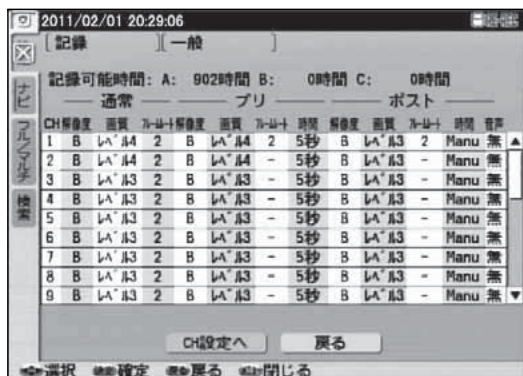 2011/02/01 20:29:06
[ 記録 ][ 一般 ]
ナビ
フル/マルチ
検索
記録可能時間: A: 902時間 B: 0時間 C: 0時間
通常 プリ ポスト
CH 解像度 画質 フレームレート 解像度 画質 フレームレート 時間 解像度 画質 フレームレート 時間 音声
1 B レベル4 2 B レベル4 2 5秒 B レベル3 2 Manu 無
2 B レベル4 2 B レベル4 - 5秒 B レベル3 - Manu 無
3 B レベル3 2 B レベル3 - 5秒 B レベル3 - Manu 無
4 B レベル3 2 B レベル3 - 5秒 B レベル3 - Manu 無
5 B レベル3 2 B レベル3 - 5秒 B レベル3 - Manu 無
6 B レベル3 2 B レベル3 - 5秒 B レベル3 - Manu 無
7 B レベル3 2 B レベル3 - 5秒 B レベル3 - Manu 無
8 B レベル3 2 B レベル3 - 5秒 B レベル3 - Manu 無
9 B レベル3 2 B レベル3 - 5秒 B レベル3 - Manu 無
CH設定へ 戻る
選択 確定 戻る 閉じる